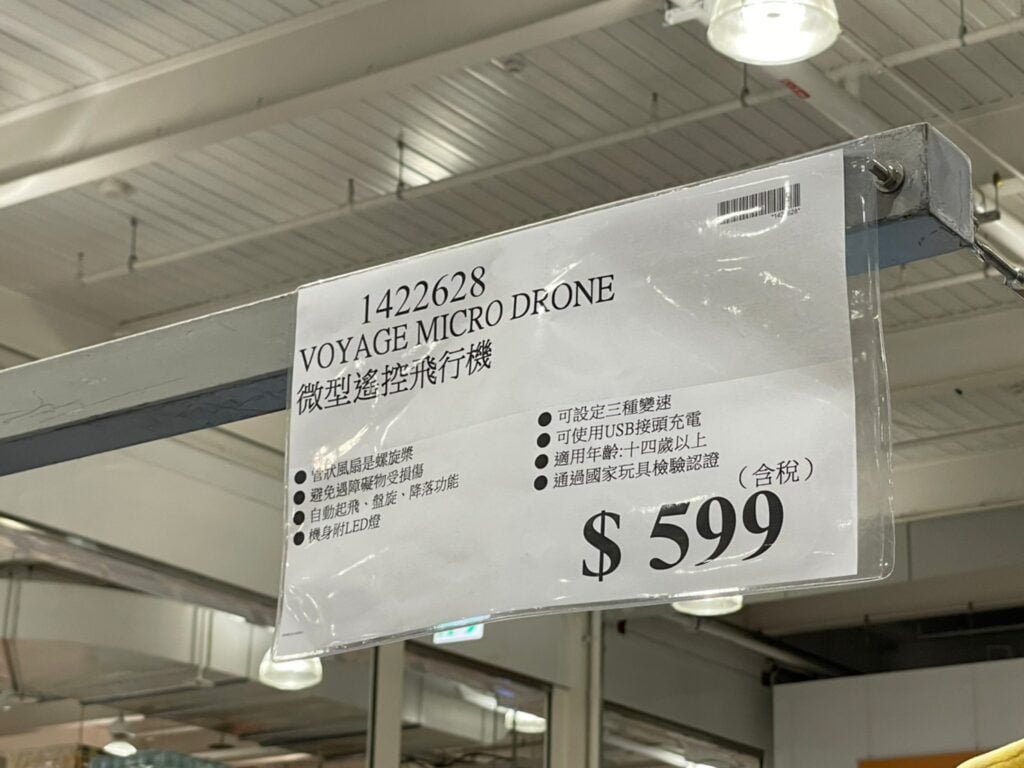 1422628
VOYAGE MICRO DRONE
微型遙控飛行機
● 管狀風扇是螺旋槳
● 避免遇障礙物受損傷
● 自動起飛、盤旋、降落功能
● 機身附LED燈
● 可設定三種變速
● 可使用USB接頭充電
● 適用年齡:十四歲以上
● 通過國家玩具檢驗認證
(含稅)
$ 599